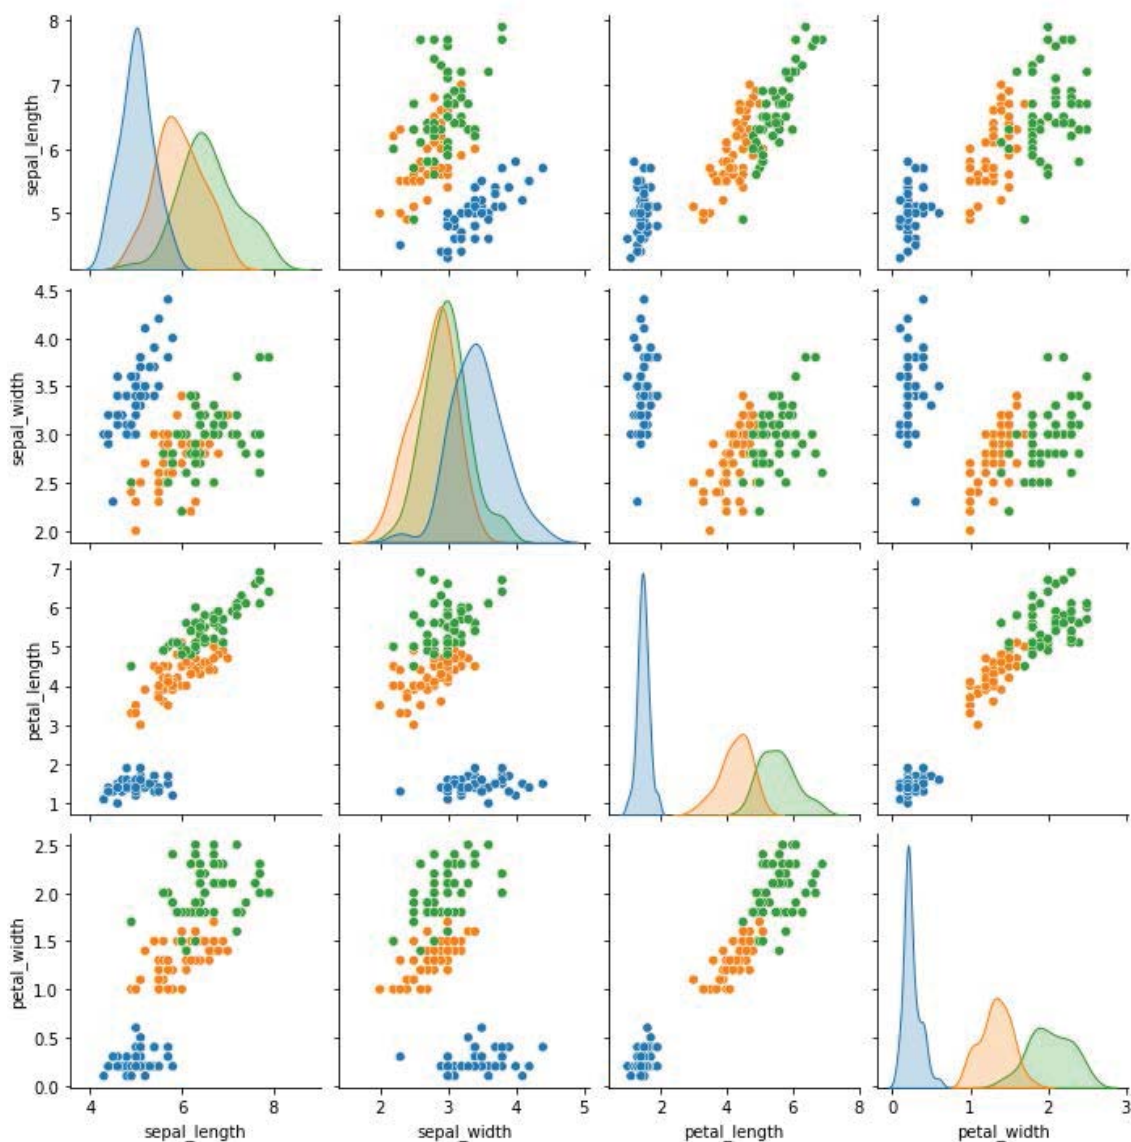 8
7
6
5
sepal_length
4.5
4.0
3.5
3.0
2.5
2.0
sepal_width
7
6
5
4
3
2
1
petal_length
2.5
2.0
1.5
1.0
0.5
0.0
petal_width
4 6 8
2 3 4 5
2 4 6 8
0 1 2 3
sepal_length sepal_width petal_length petal_width